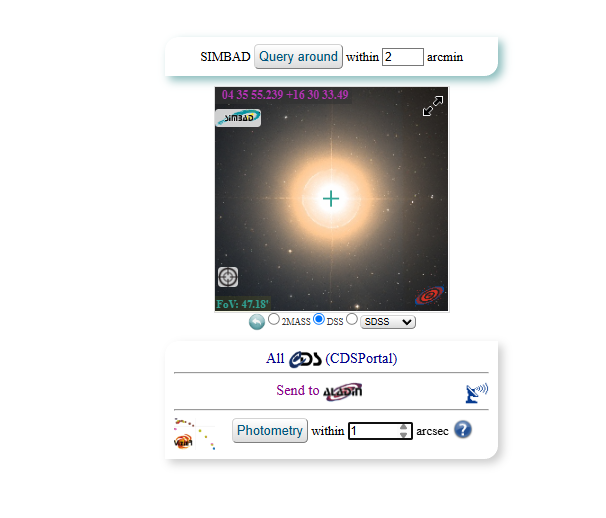 SIMBAD Query around within 2 arcmin
04 35 55.239 +16 30 33.49
SIMBAD
FoV: 47.18'
2MASS DSS SDSS
All CDS (CDSPortal)
Send to ALADIN
Photometry within 1 arcsec ?